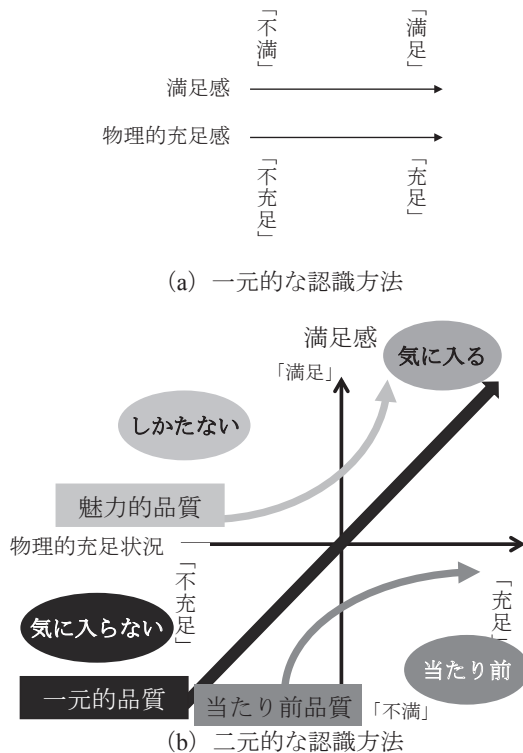 「不満」
「満足」
満足感
物理的充足感
「不充足」
「充足」
(a) 一元的な認識方法
満足感
「満足」
気に入る
しかたない
魅力的品質
物理的充足状況
「不充足」
「充足」
気に入らない
当たり前
一元的品質
当たり前品質
「不満」
(b) 二元的な認識方法